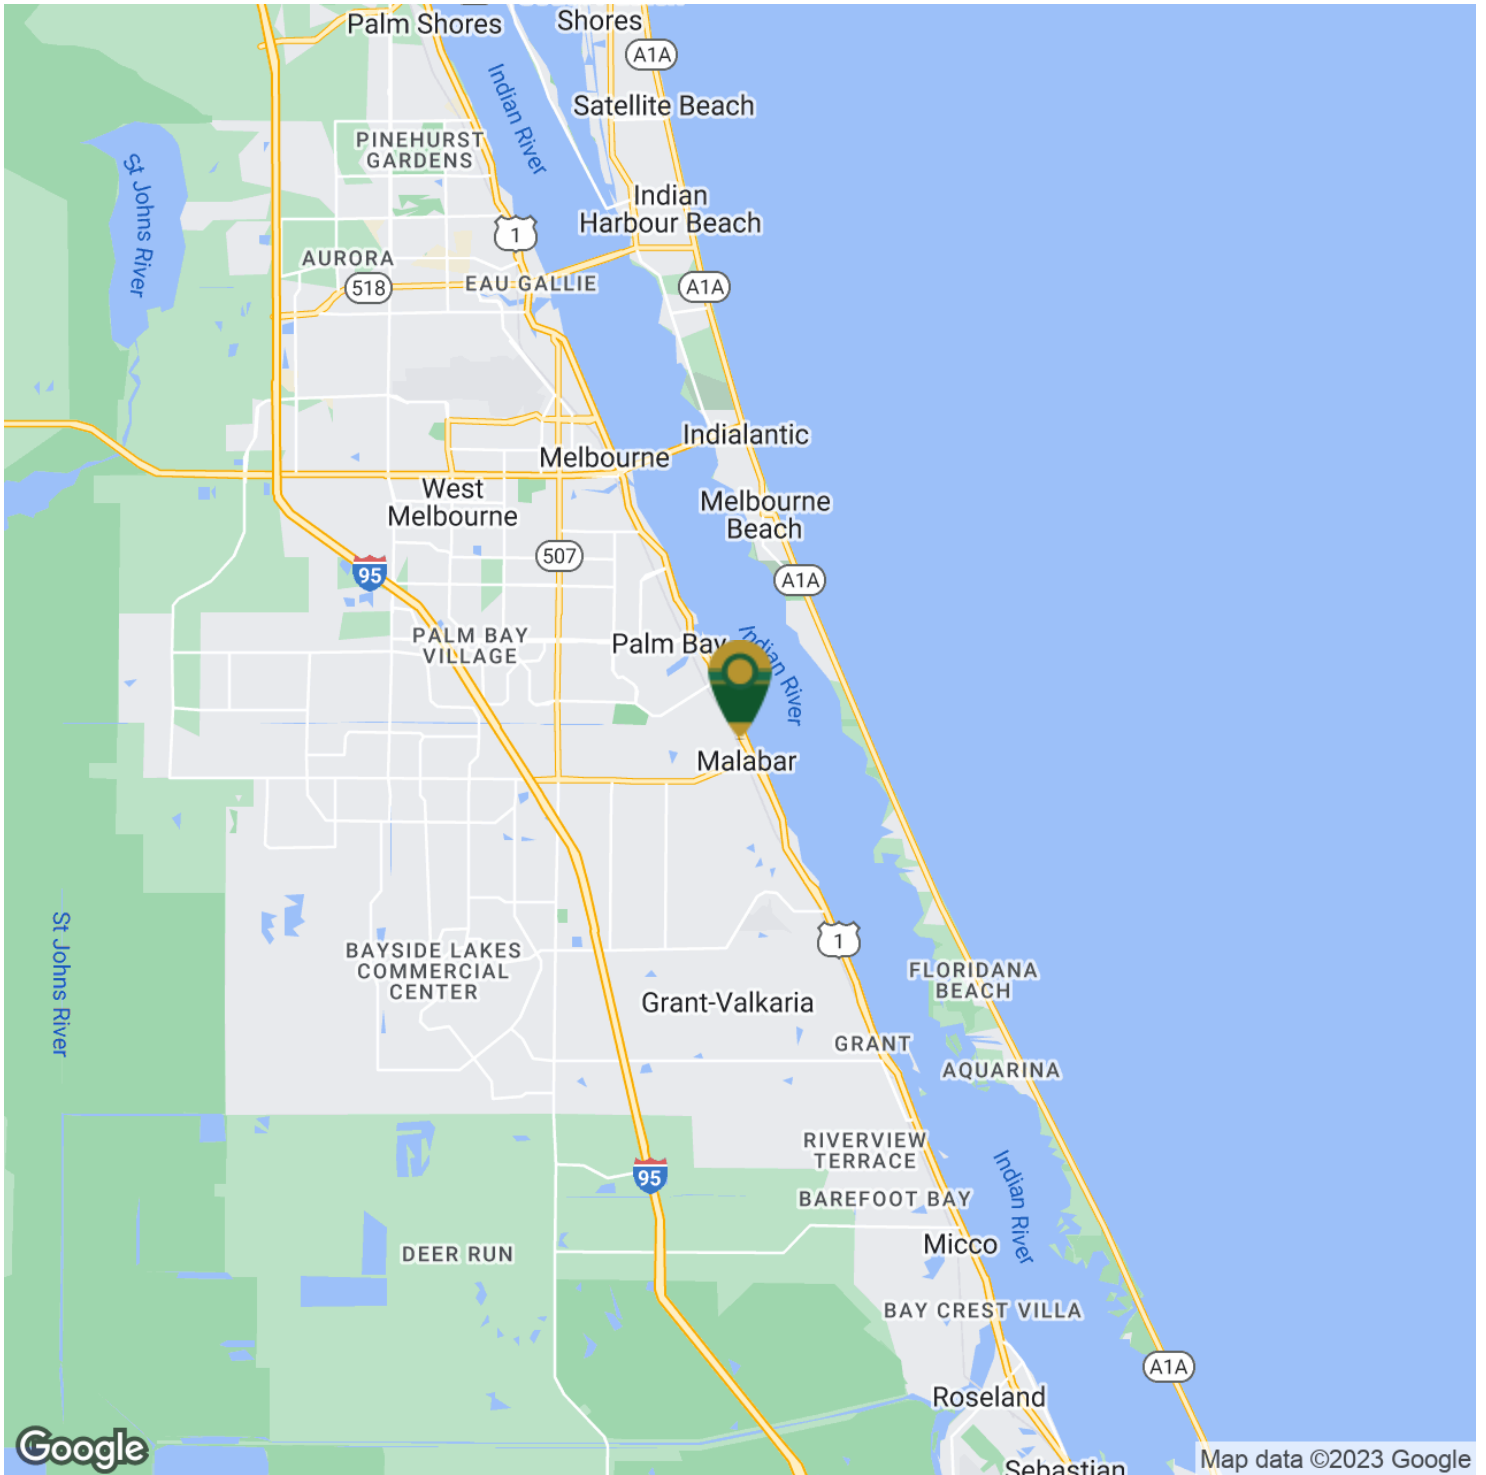 Palm Shores
Shores
A1A
Indian River
Satellite Beach
PINEHURST
GARDENS
St Johns River
Indian
Harbour Beach
1
AURORA
518
EAU GALLIE
A1A
Indialantic
Melbourne
West
Melbourne
Melbourne
Beach
507
95
A1A
PALM BAY
VILLAGE
Palm Bay
Indian River
Malabar
St Johns River
BAYSIDE LAKES
COMMERCIAL
CENTER
1
FLORIDANA
BEACH
Grant-Valkaria
GRANT
AQUARINA
RIVERVIEW
TERRACE
95
BAREFOOT BAY
Indian River
Micco
DEER RUN
BAY CREST VILLA
A1A
Roseland
Sebastian
Google
Map data ©2023 Google